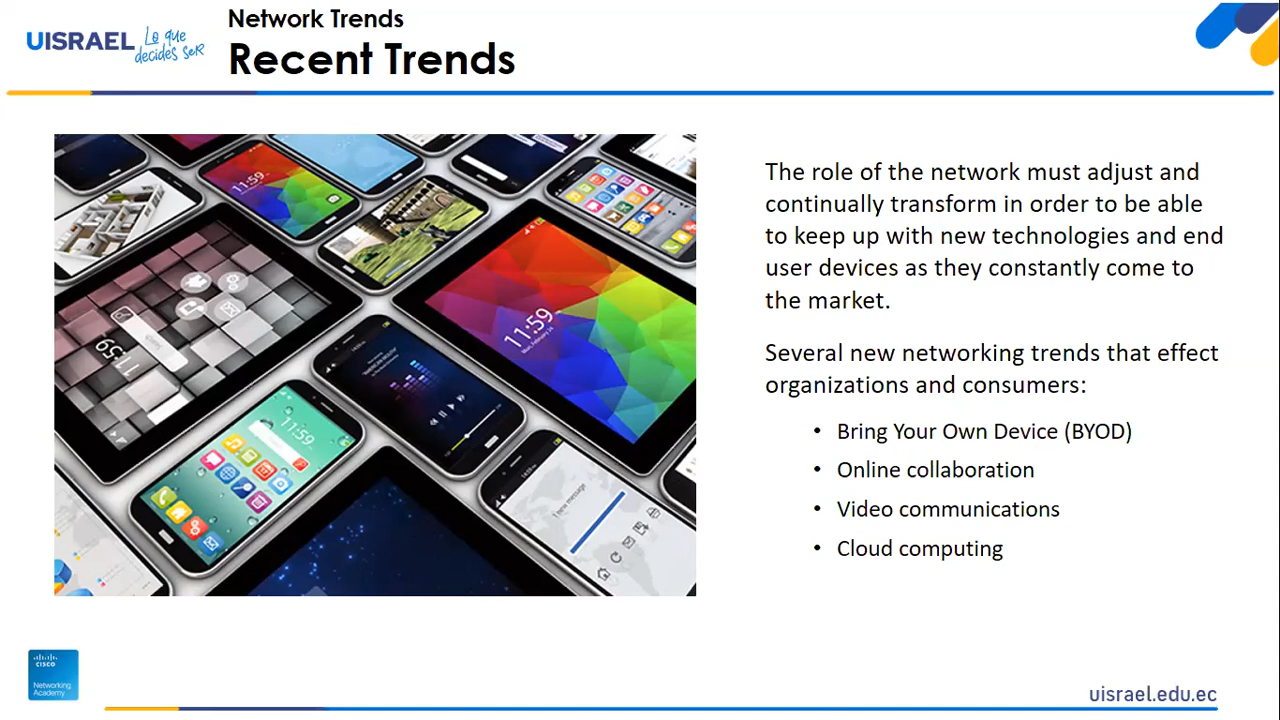 Network Trends
UISRAEL Lo que
decides seR
Recent Trends
The role of the network must adjust and
continually transform in order to be able
to keep up with new technologies and end
user devices as they constantly come to
the market.
Several new networking trends that effect
organizations and consumers:
• Bring Your Own Device (BYOD)
• Online collaboration
• Video communications
• Cloud computing
11:59
11:59
11:59
11:59
1 new message
CISCO
Networking
Academy
uisrael.edu.ec